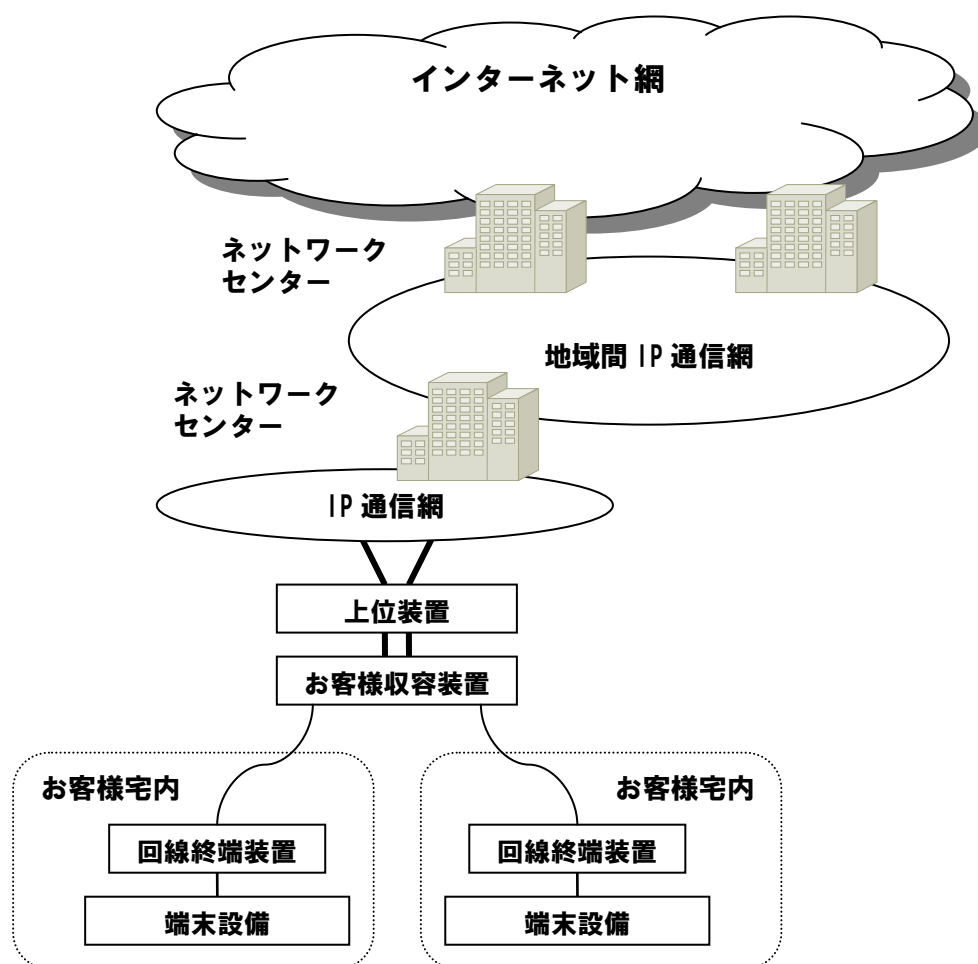 インターネット網
ネットワーク
センター
地域間 IP 通信網
ネットワーク
センター
IP 通信網
上位装置
お客様収容装置
お客様宅内
お客様宅内
回線終端装置
回線終端装置
端末設備
端末設備